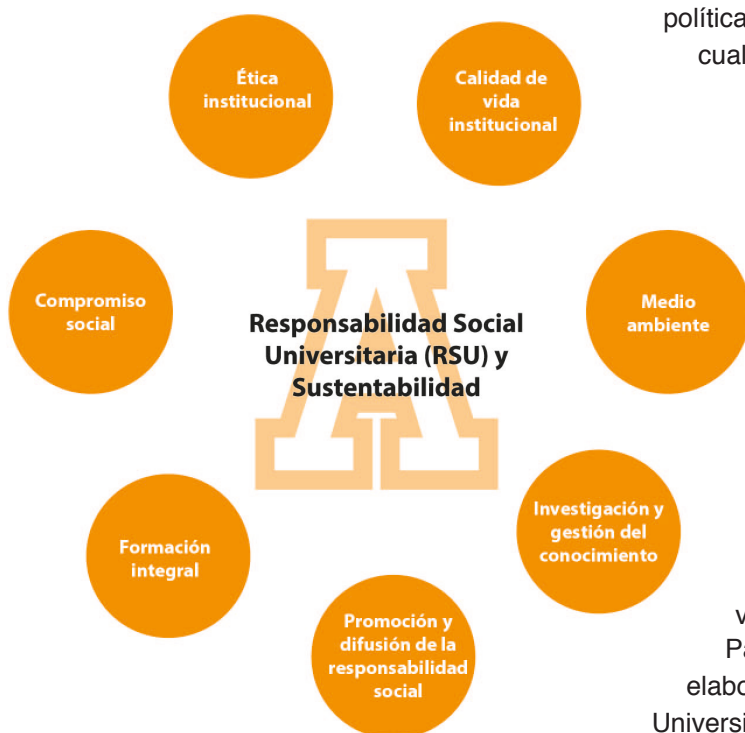 política
cual
Ética
institucional
Calidad de
vida
institucional
Compromiso
social
Responsabilidad Social
Universitaria (RSU) y
Sustentabilidad
Medio
ambiente
Formación
integral
Investigación y
gestión del
conocimiento
Promoción y
difusión de la
responsabilidad
social
v
Pa
elabo
Universi